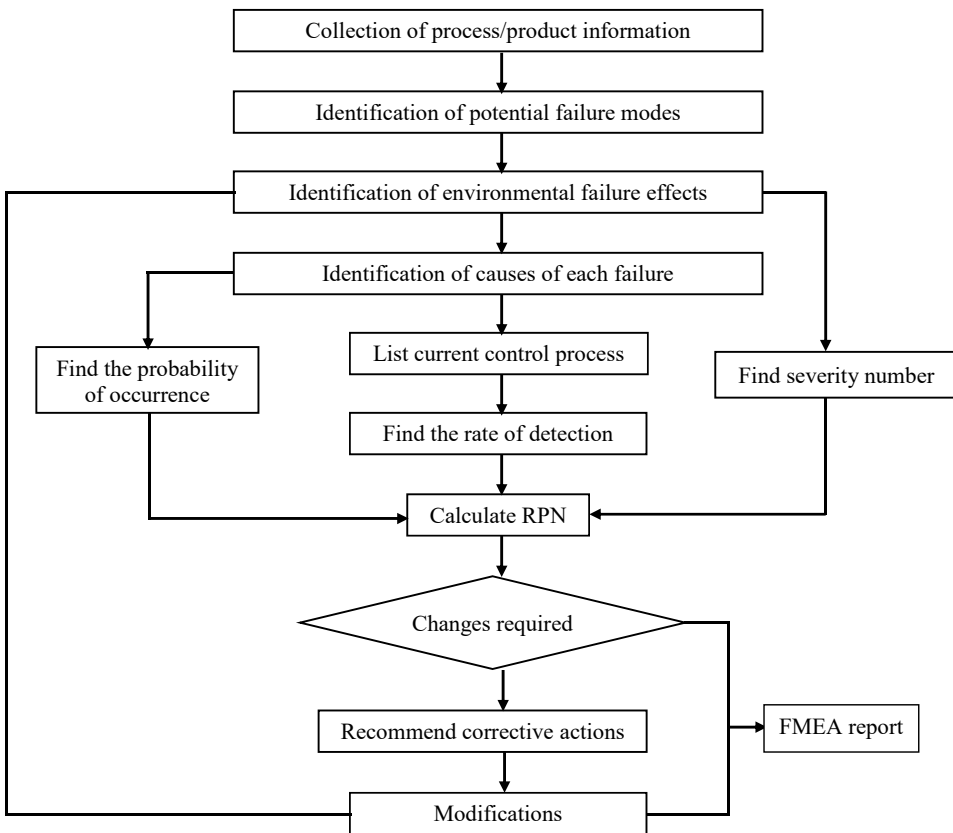 Collection of process/product information
Identification of potential failure modes
Identification of environmental failure effects
Identification of causes of each failure
List current control process
Find the probability
of occurrence
Find severity number
Find the rate of detection
Calculate RPN
Changes required
Recommend corrective actions
FMEA report
Modifications